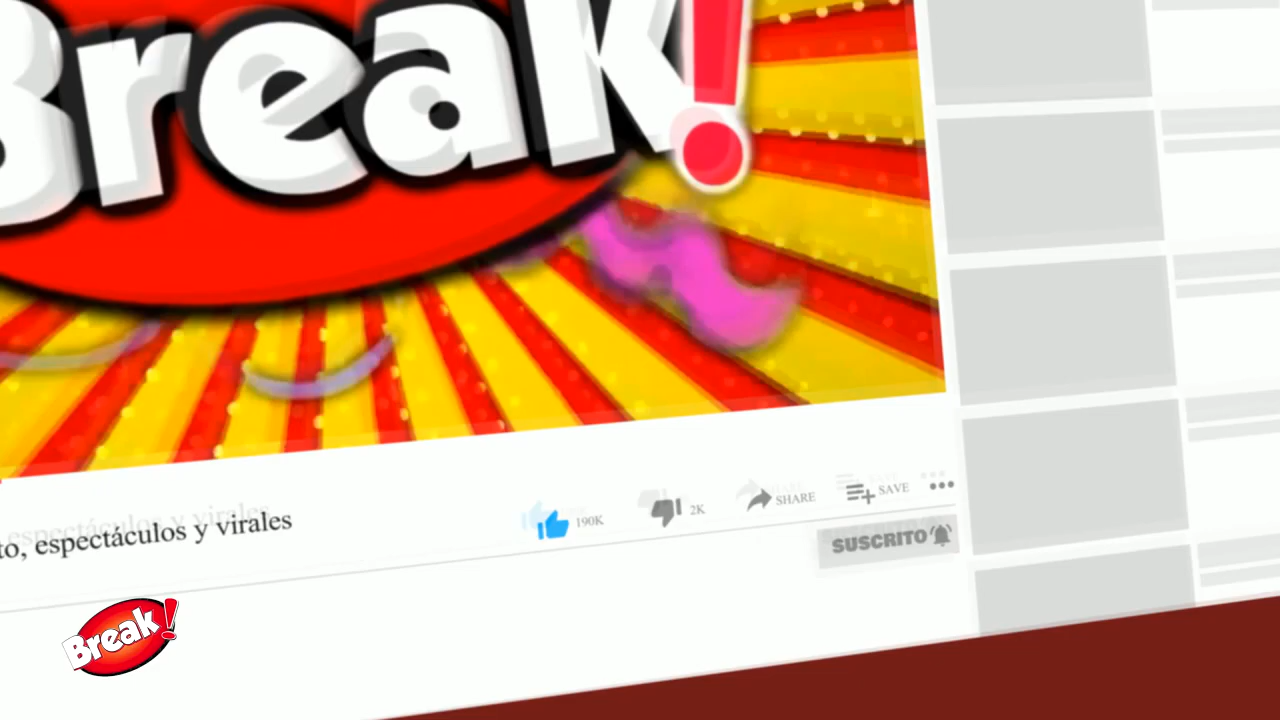 Break!
SHARE
SAVE
190K
2K
to, espectáculos y virales
SUSCRITO
Break!